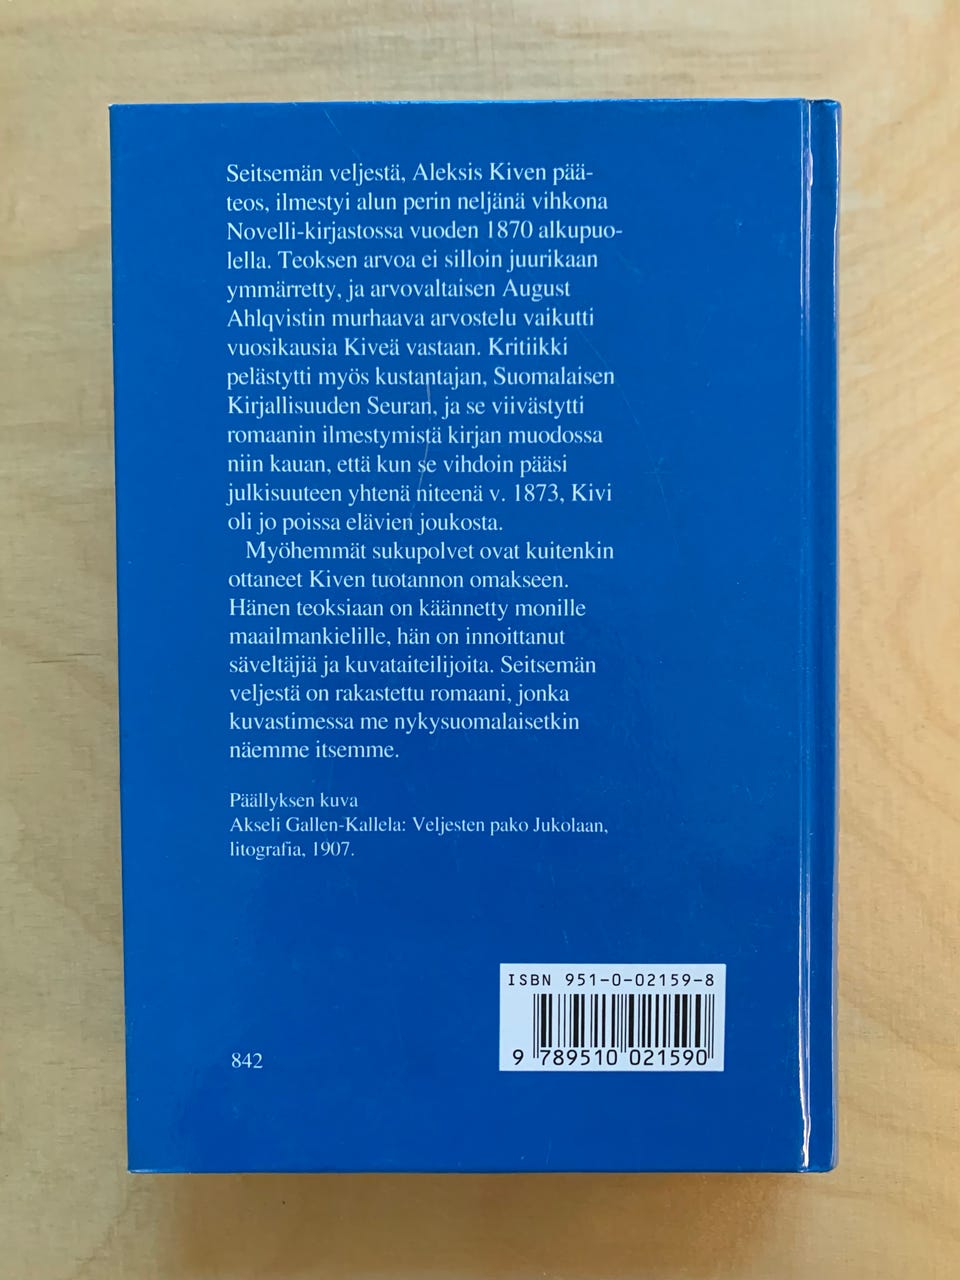 Seitsemän veljestä, Aleksis Kiven pää-
teos, ilmestyi alun perin neljänä vihkona
Novelli-kirjastossa vuoden 1870 alkupuo-
lella. Teoksen arvoa ei silloin juurikaan
ymmärretty, ja arvovaltaisen August
Ahlqvistin murhaava arvostelu vaikutti
vuosikausia Kiveä vastaan. Kritiikki
pelästytti myös kustantajan, Suomalaisen
Kirjallisuuden Seuran, ja se viivästytti
romaanin ilmestymistä kirjan muodossa
niin kauan, että kun se vihdoin pääsi
julkisuuteen yhtenä niteenä v. 1873, Kivi
oli jo poissa elävien joukosta.
Myöhemmät sukupolvet ovat kuitenkin
ottaneet Kiven tuotannon omakseen.
Hänen teoksiaan on käännetty monille
maailmankielille, hän on innoittanut
säveltäjiä ja kuvataiteilijoita. Seitsemän
veljestä on rakastettu romaani, jonka
kuvastimessa me nykysuomalaisetkin
näemme itsemme.
Päällyksen kuva
Akseli Gallen-Kallela: Veljesten pako Jukolaan,
litografia, 1907.
ISBN 951-0-02159-8
9 789510 021590
842